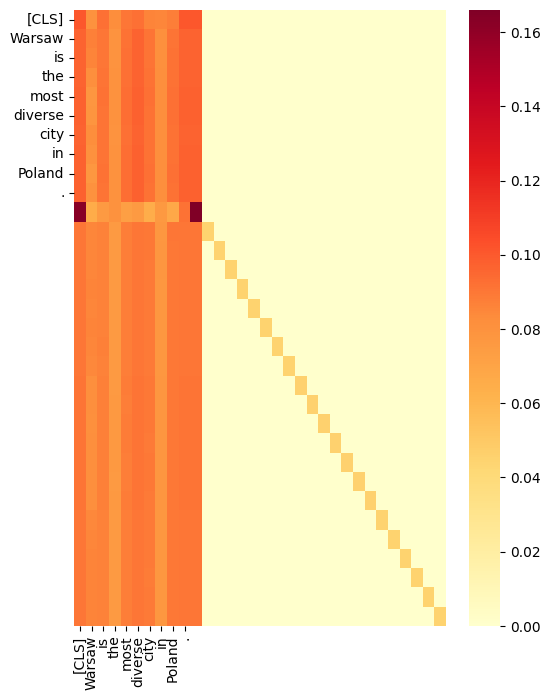 [CLS]
Warsaw
is
the
most
diverse
city
in
Poland
.
0.16
0.14
0.12
0.10
0.08
0.06
0.04
0.02
0.00
[CLS]
Warsaw
is
the
most
diverse
city
in
Poland
.